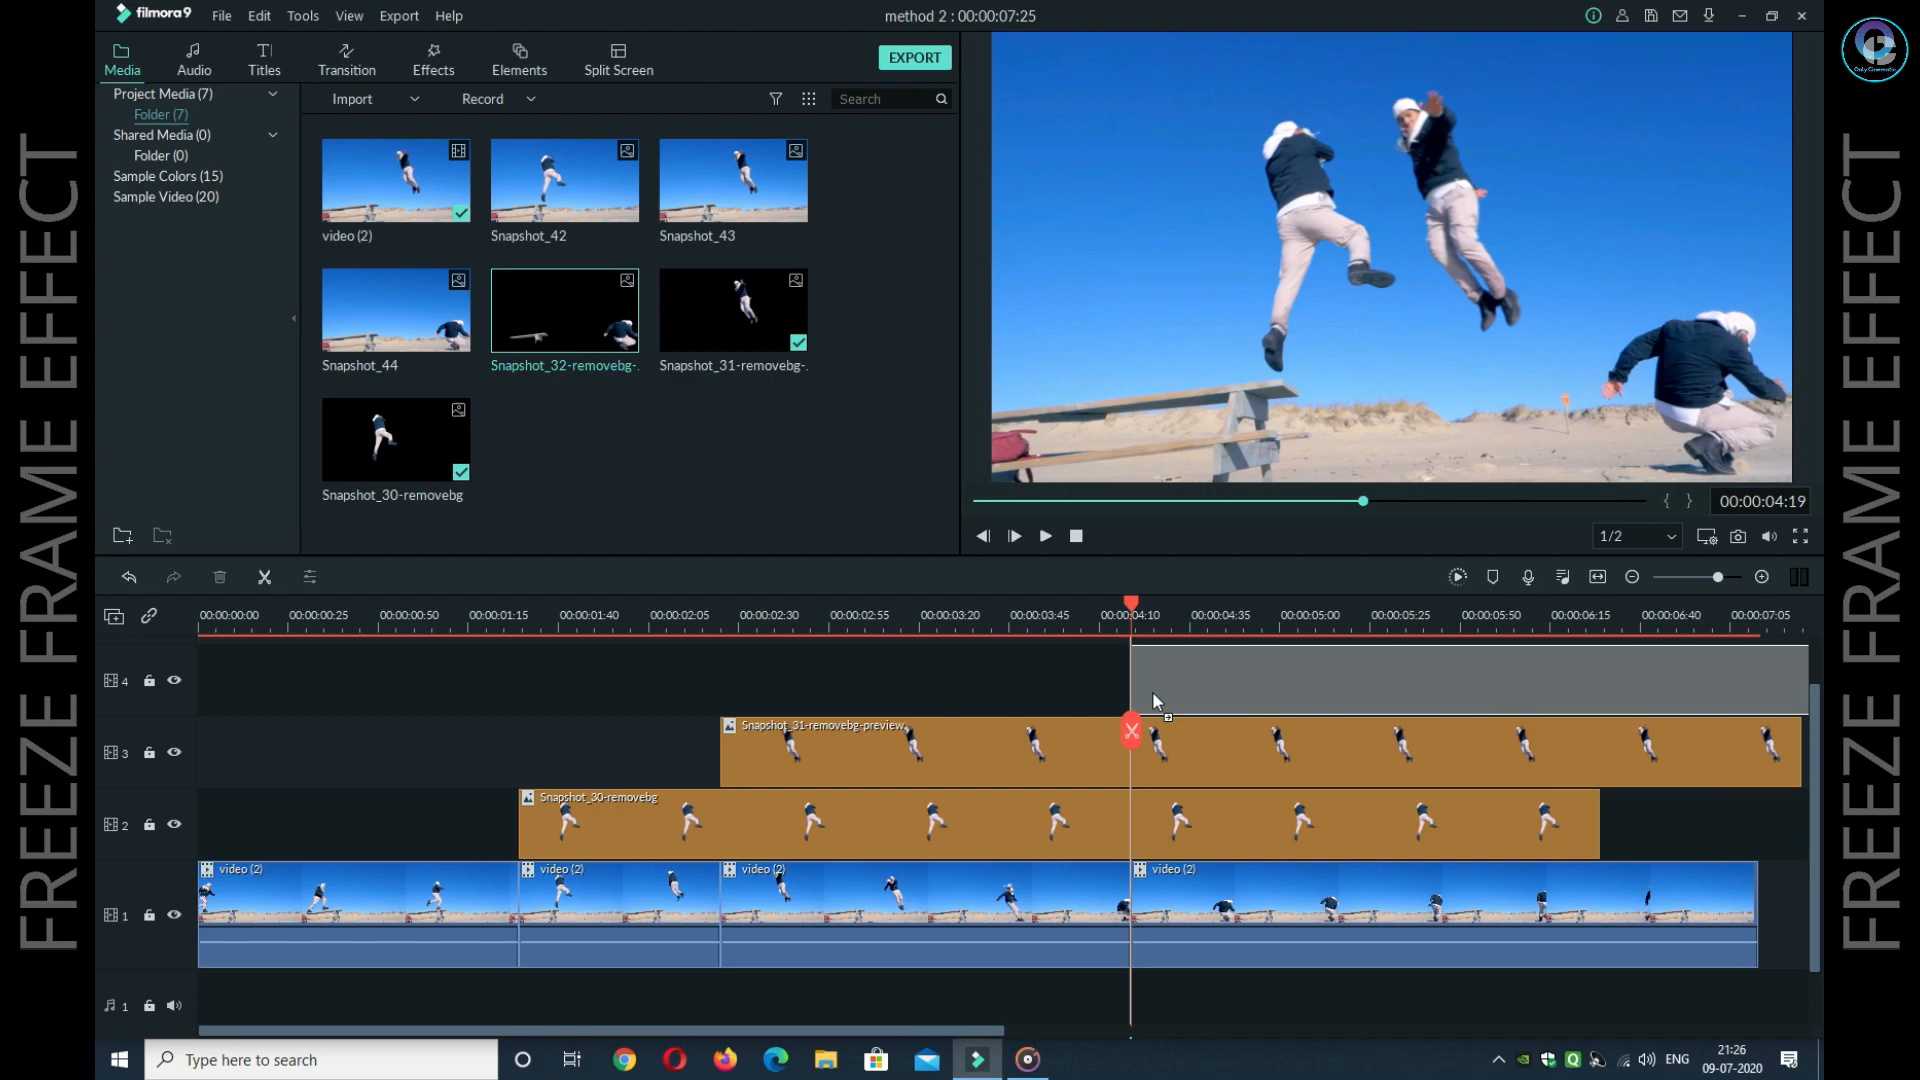 FREEZE FRAME EFFECT
filmora9
File
Edit
Tools
View
Export
Help
method 2 : 00:00:07:25
Media
Audio
Titles
Transition
Effects
Elements
Split Screen
EXPORT
Project Media (7)
Folder (7)
Shared Media (0)
Folder (0)
Sample Colors (15)
Sample Video (20)
Import
Record
Search
video (2)
Snapshot_42
Snapshot_43
Snapshot_44
Snapshot_32-removebg-.
Snapshot_31-removebg-.
Snapshot_30-removebg
00:00:04:19
1/2
00:00:00:00
00:00:00:25
00:00:00:50
00:00:01:15
00:00:01:40
00:00:02:05
00:00:02:30
00:00:02:55
00:00:03:20
00:00:03:45
00:00:04:10
00:00:04:35
00:00:05:00
00:00:05:25
00:00:05:50
00:00:06:15
00:00:06:40
00:00:07:05
4
3
Snapshot_31-removebg-preview
2
Snapshot_30-removebg
1
video (2)
video (2)
video (2)
video (2)
1
Type here to search
ENG
21:26
09-07-2020
Only Cinematic
FREEZE FRAME EFFECT